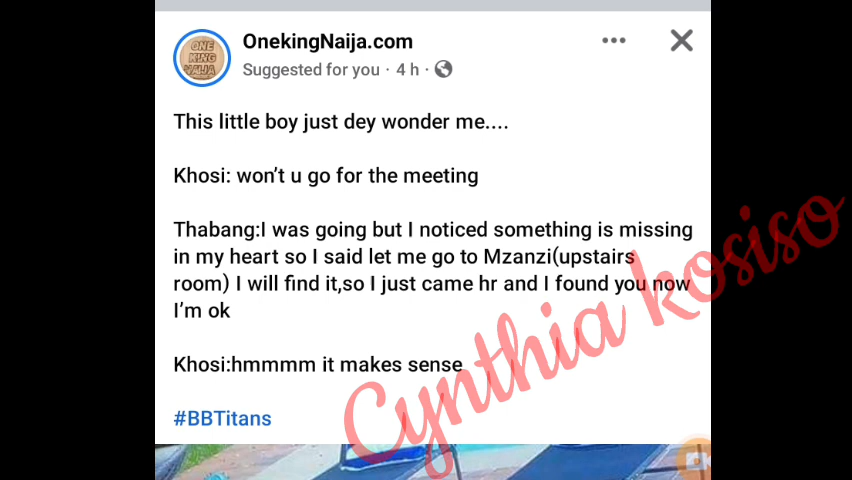 ONE
KING
NAIJA
OnekingNaija.com
Suggested for you · 4 h ·
This little boy just dey wonder me....
Khosi: won't u go for the meeting
Thabang:I was going but I noticed something is missing
in my heart so I said let me go to Mzanzi(upstairs
room) I will find it,so I just came hr and I found you now
I'm ok
Khosi:hmmmm it makes sense
#BBTitans
Cynthia kosiso